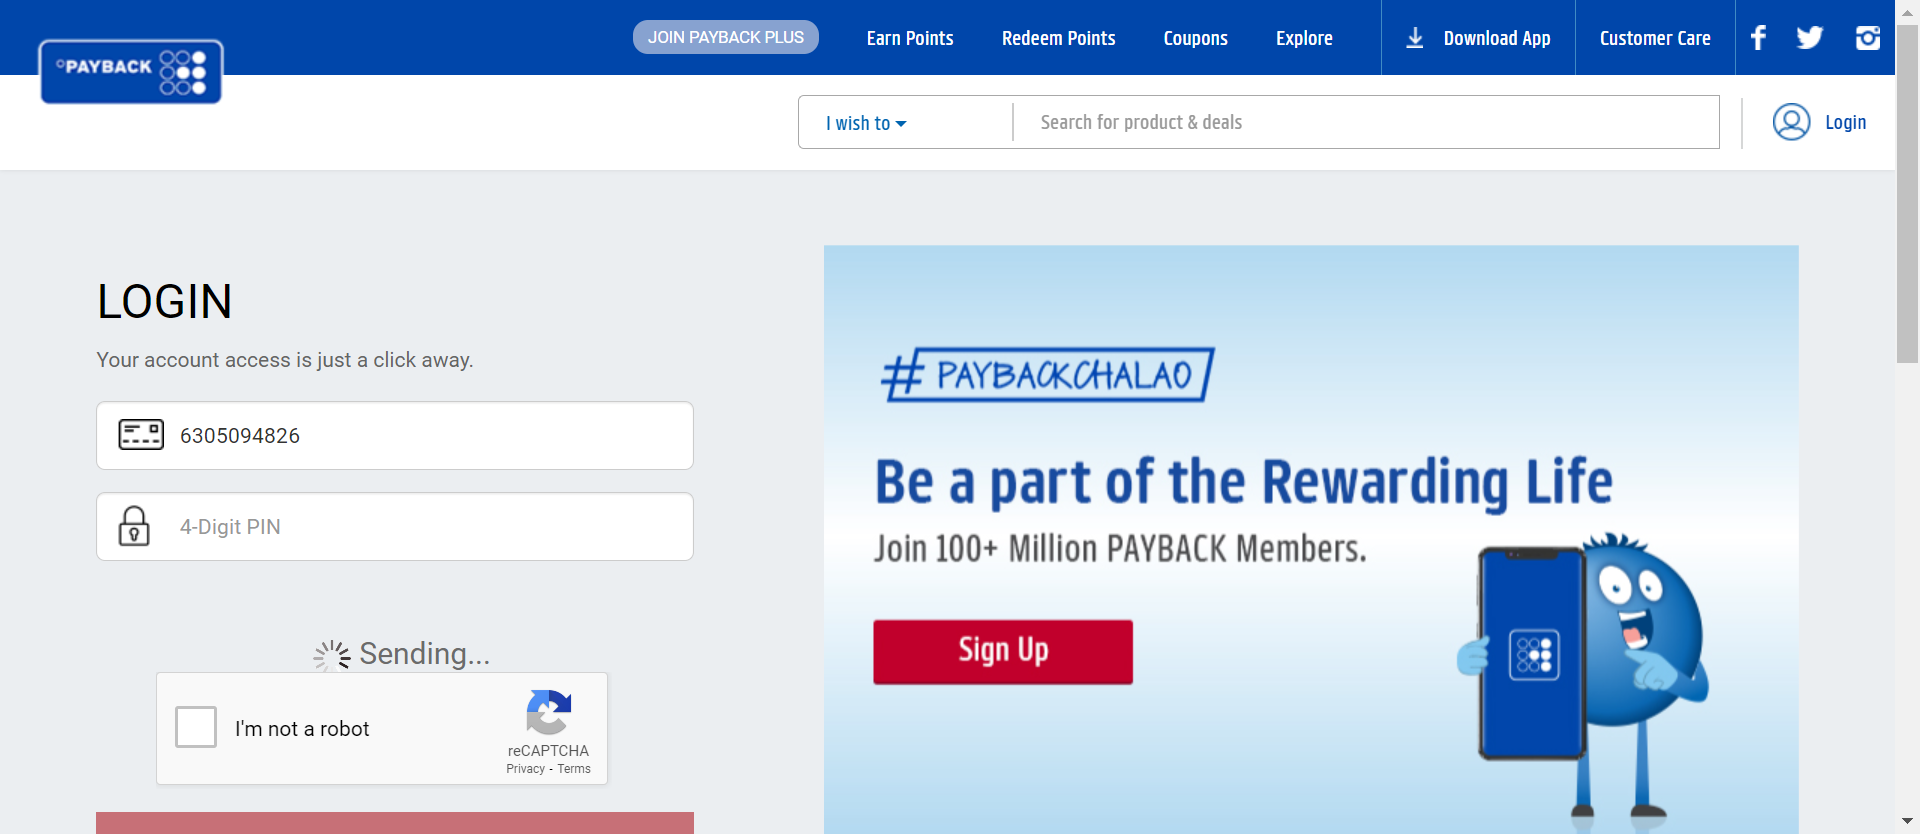 JOIN PAYBACK PLUS
Earn Points
Redeem Points
Coupons
Explore
Download App
Customer Care
PAYBACK
I wish to
Search for product & deals
Login
LOGIN
Your account access is just a click away.
6305094826
4-Digit PIN
Sending...
I'm not a robot
reCAPTCHA
Privacy - Terms
#PAYBACKCHALAO
Be a part of the Rewarding Life
Join 100+ Million PAYBACK Members.
Sign Up